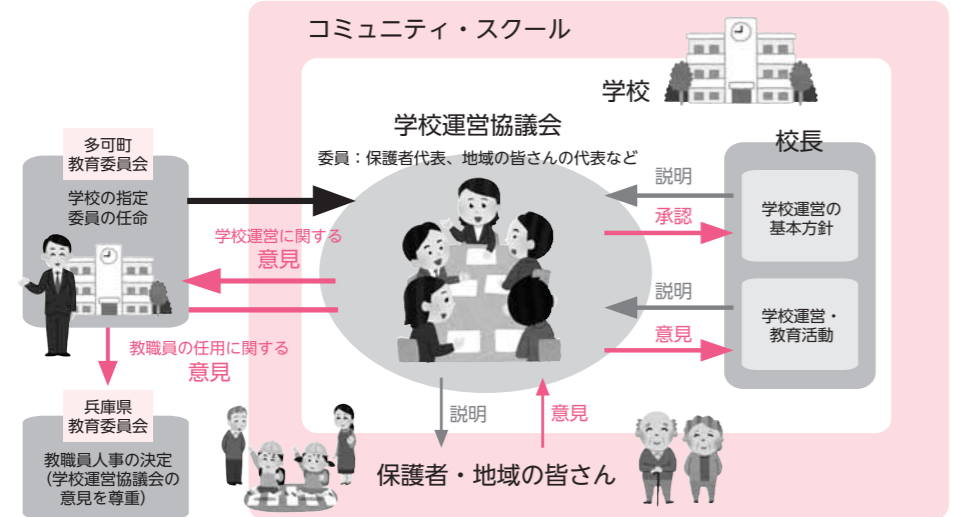 コミュニティ・スクール
学校
学校運営協議会
委員：保護者代表、地域の皆さんの代表など
校長
多可町
教育委員会
学校の指定
委員の任命
説明
承認
学校運営の
基本方針
学校運営に関する
意見
説明
意見
学校運営・
教育活動
教職員の任用に関する
意見
兵庫県
教育委員会
教職員人事の決定
（学校運営協議会の
意見を尊重）
説明
意見
保護者・地域の皆さん